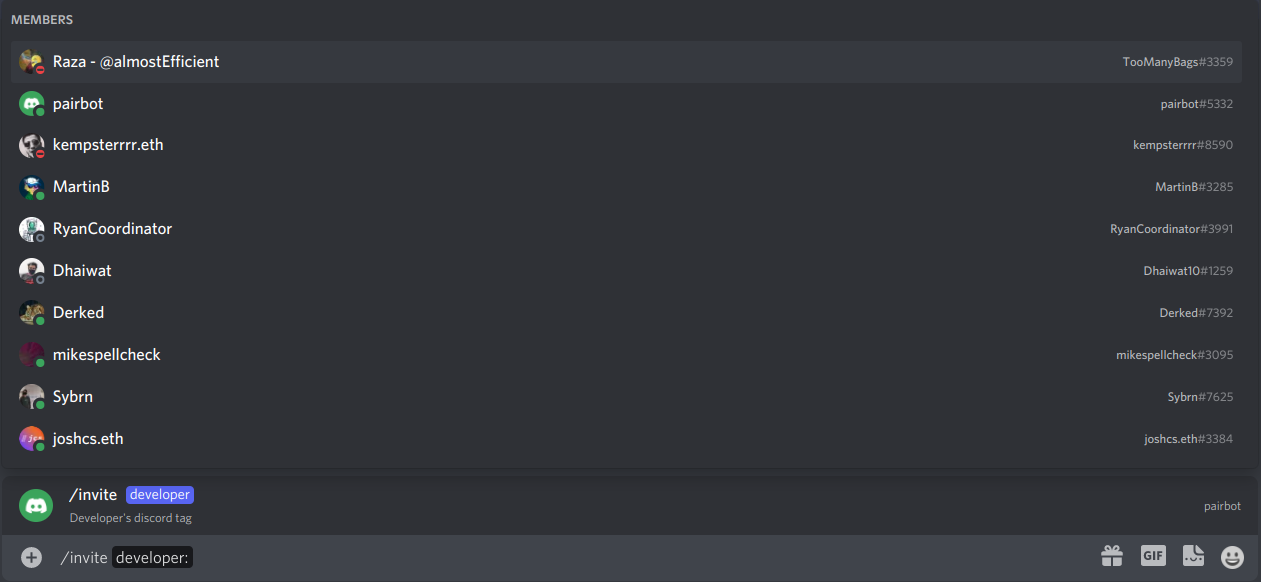 MEMBERS
Raza - @almostEfficient TooManyBags#3359
pairbot pairbot#5332
kempsterrrr.eth kempsterrr#8590
MartinB MartinB#3285
RyanCoordinator RyanCoordinator#3991
Dhaiwat Dhaiwat10#1259
Derked Derked#7392
mikespellcheck mikespellcheck#3095
Sybrn Sybrn#7625
joshcs.eth joshcs.eth#3384
/invite developer
Developer's discord tag pairbot
/invite developer: GIF